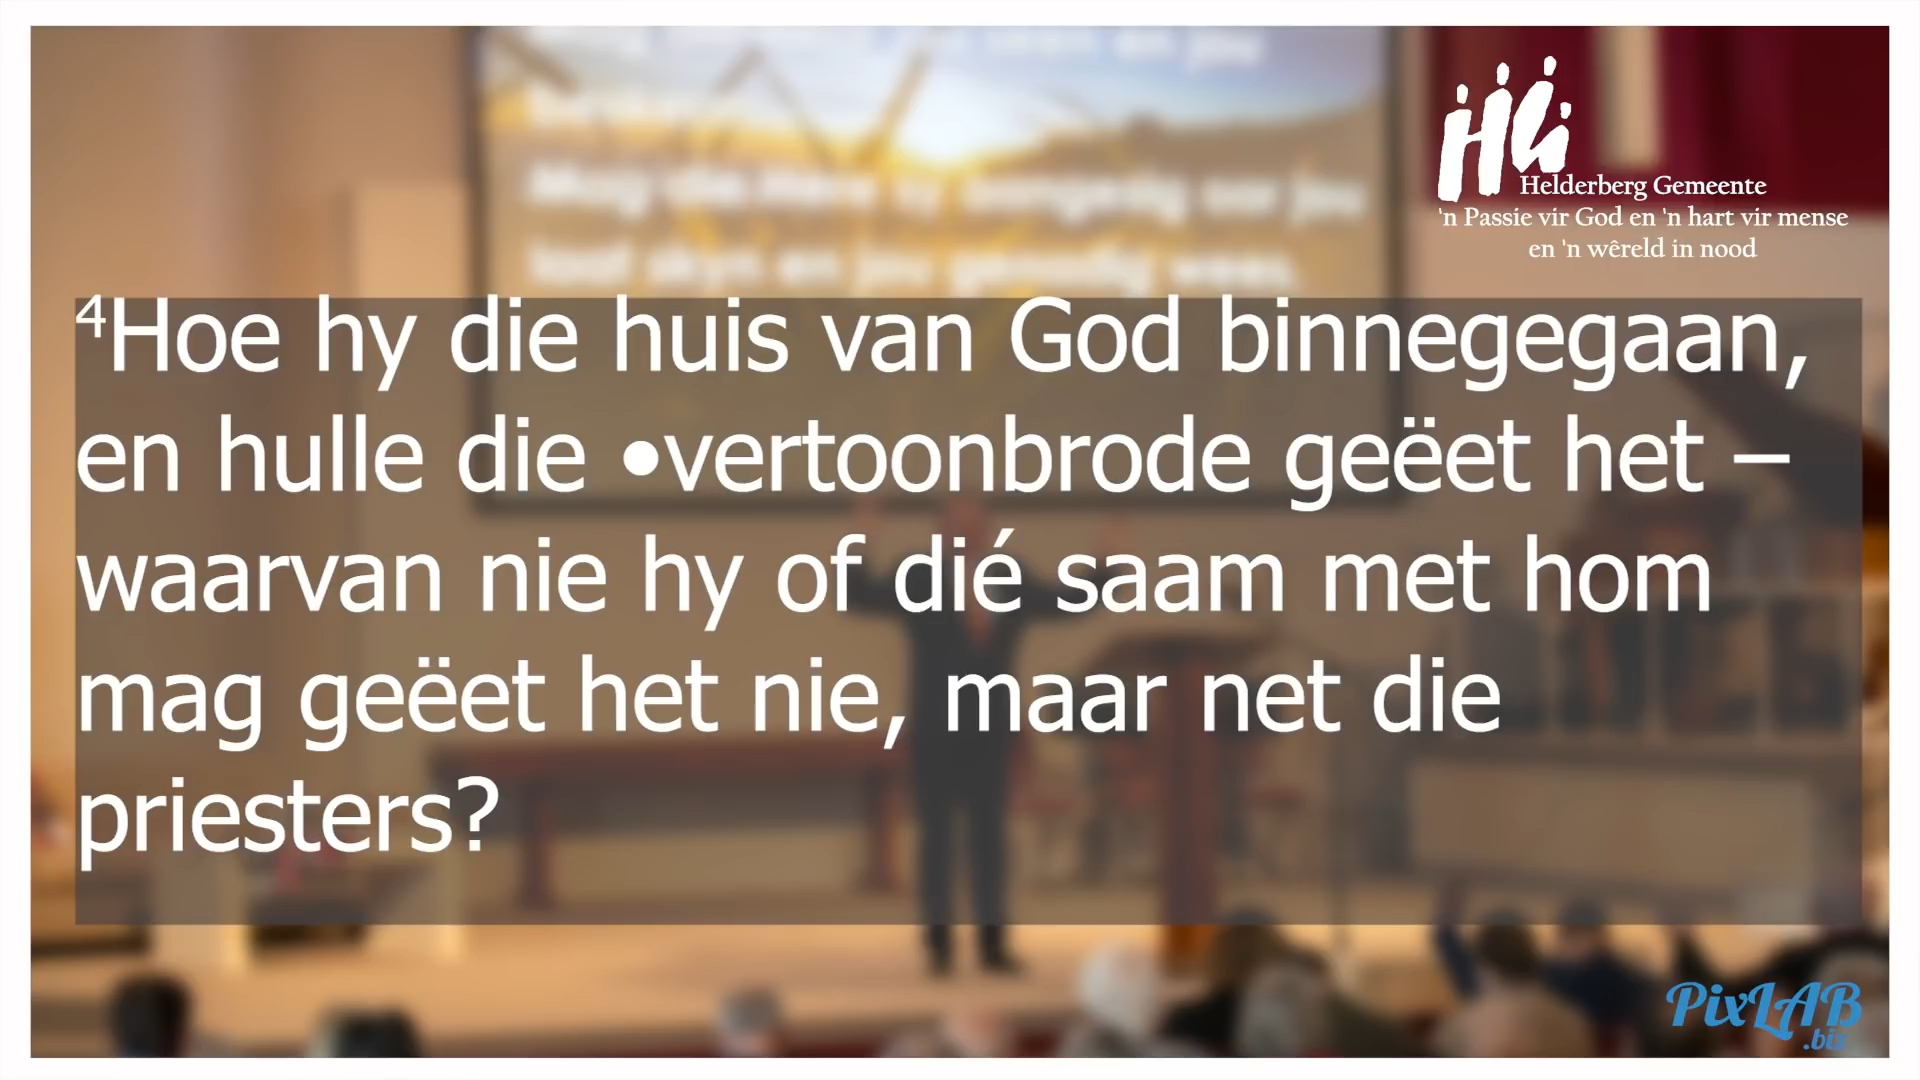 HG
Helderberg Gemeente
'n Passie vir God en 'n hart vir mense
en 'n wêreld in nood
⁴Hoe hy die huis van God binnegegaan,
en hulle die •vertoonbrode geëet het –
waarvan nie hy of dié saam met hom
mag geëet het nie, maar net die
priesters?
PixLAB
.biz